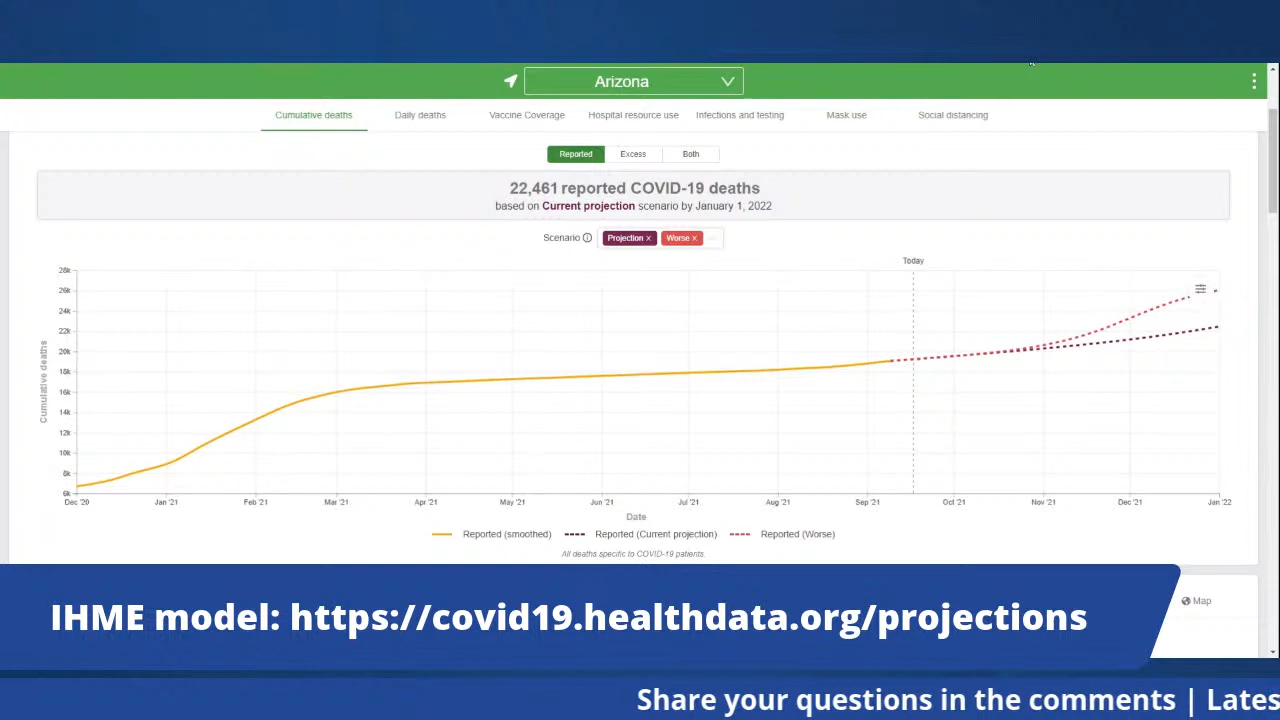 Arizona
Cumulative deaths Daily deaths Vaccine Coverage Hospital resource use Infections and testing Mask use Social distancing
Reported Excess Both
22,461 reported COVID-19 deaths
based on Current projection scenario by January 1, 2022
Scenario Projection x Worse x
Today
28k
26k
24k
22k
20k
18k
16k
14k
12k
10k
8k
6k
Cumulative deaths
Dec '20 Jan '21 Feb '21 Mar '21 Apr '21 May '21 Jun '21 Jul '21 Aug '21 Sep '21 Oct '21 Nov '21 Dec '21 Jan '22
Date
Reported (smoothed) Reported (Current projection) Reported (Worse)
All deaths specific to COVID-19 patients.
Map
IHME model: https://covid19.healthdata.org/projections
Share your questions in the comments | Lates